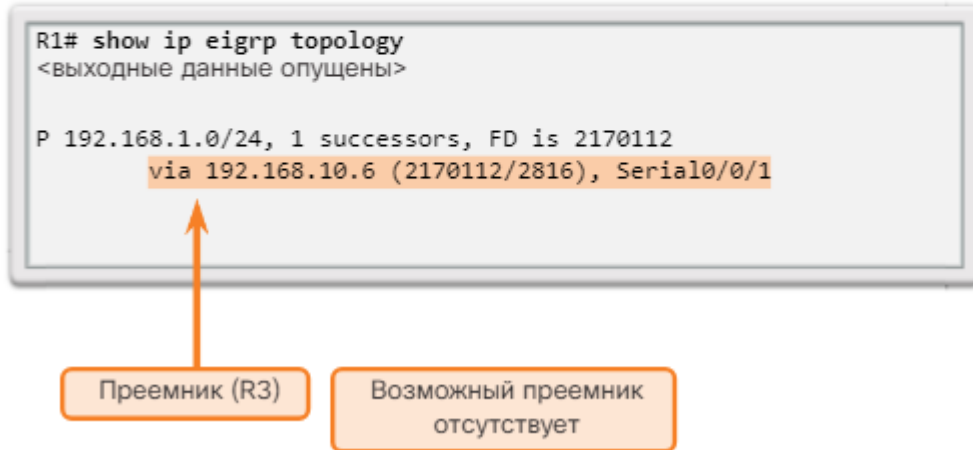 R1# show ip eigrp topology
<выходные данные опущены>
P 192.168.1.0/24, 1 successors, FD is 2170112
via 192.168.10.6 (2170112/2816), Serial0/0/1
Преемник (R3)
Возможный преемник
отсутствует